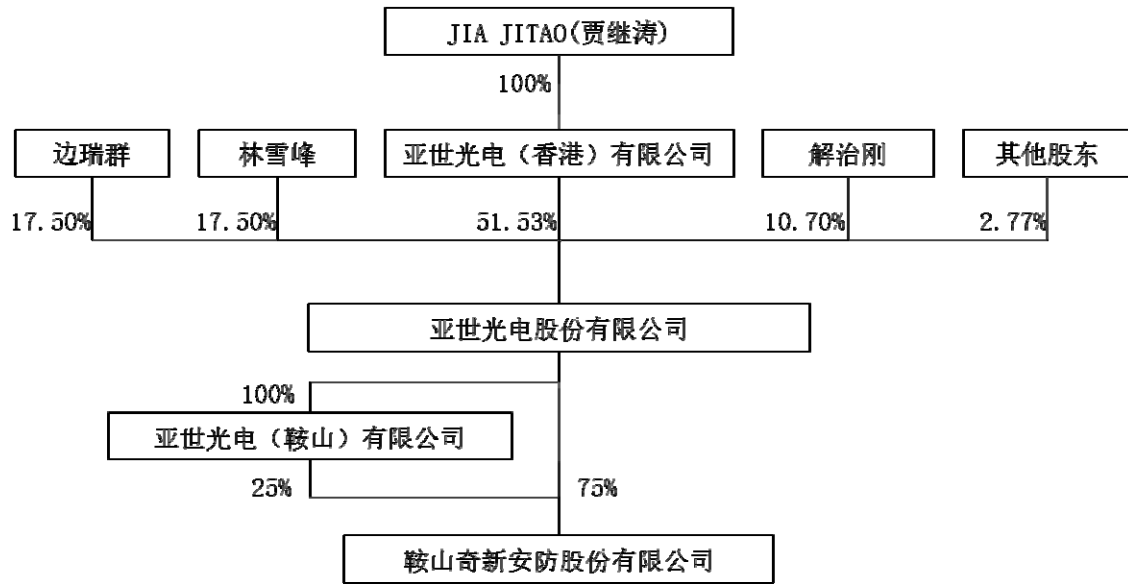 JIA JITAO(贾继涛)
100%
边瑞群 林雪峰 亚世光电（香港）有限公司 解治刚 其他股东
17.50% 17.50% 51.53% 10.70% 2.77%
亚世光电股份有限公司
100%
亚世光电（鞍山）有限公司
25% 75%
鞍山奇新安防股份有限公司